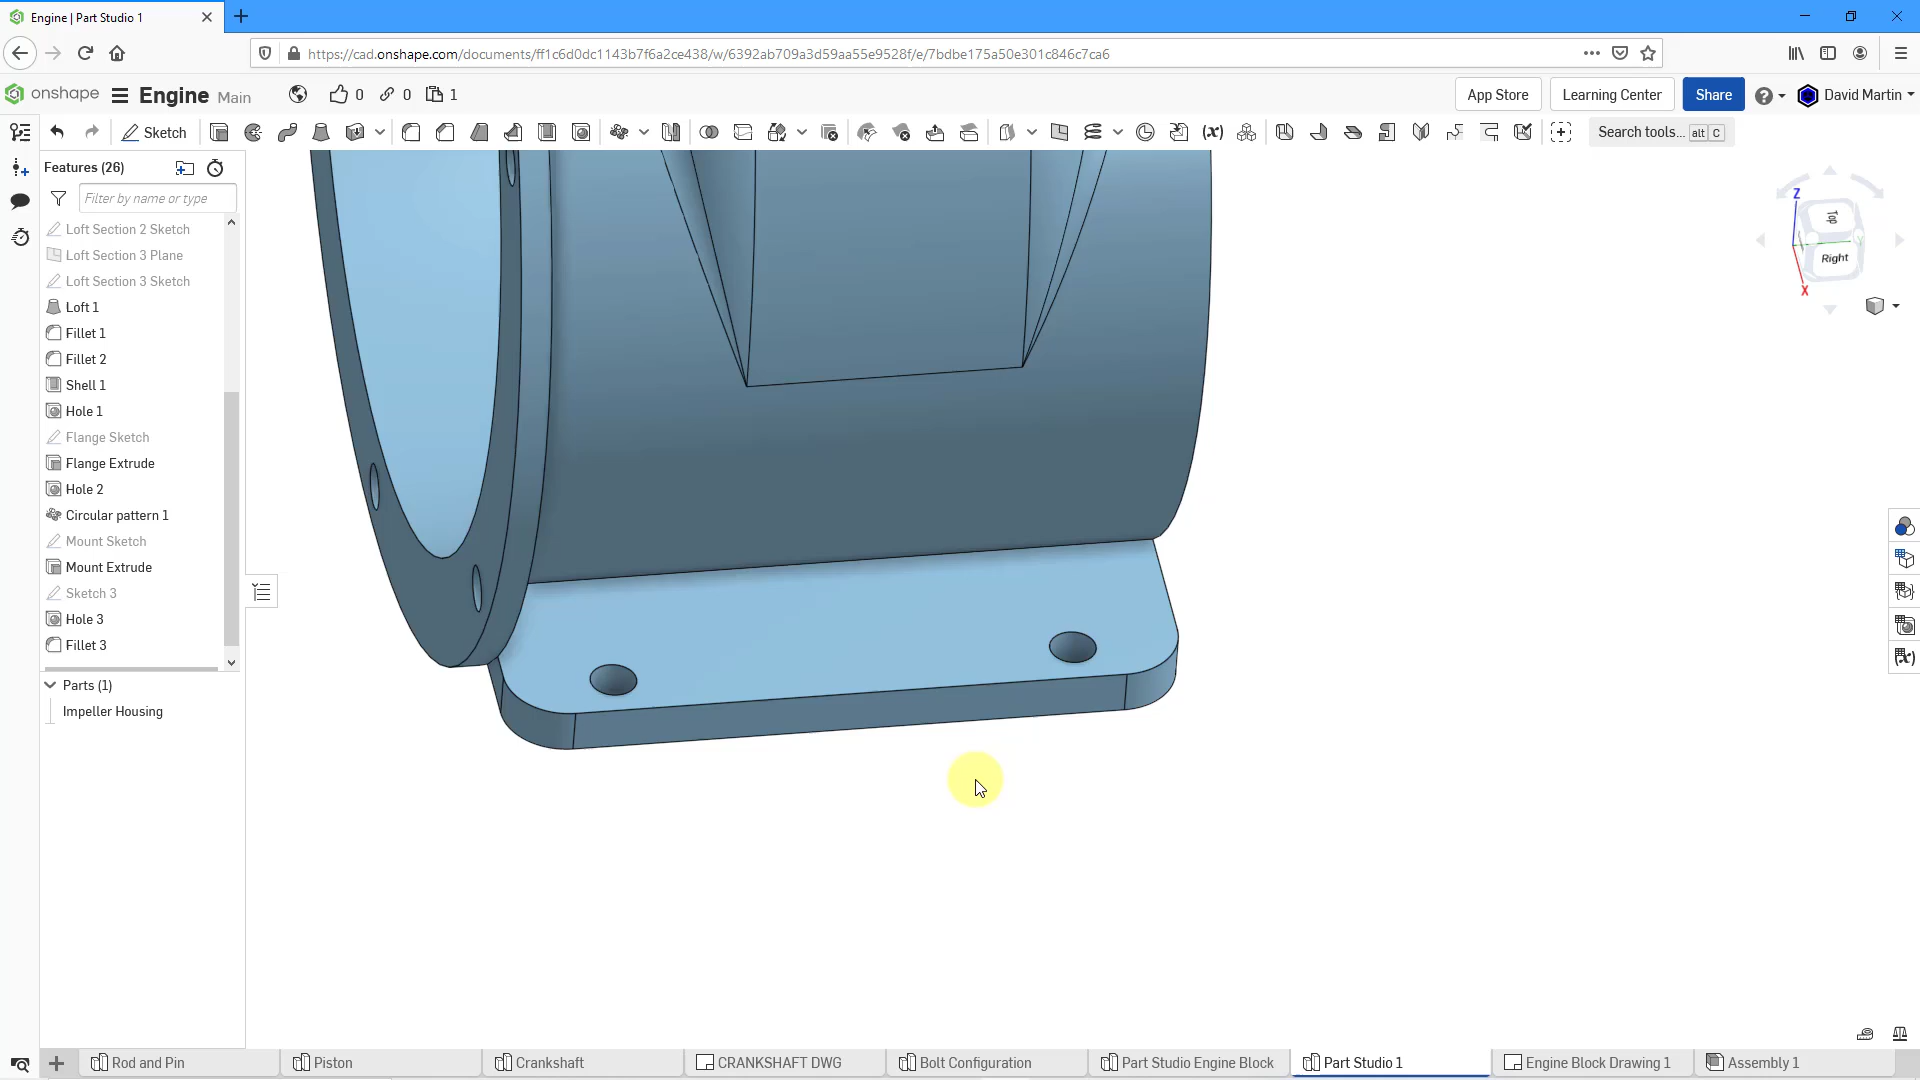 Engine | Part Studio 1
https://cad.onshape.com/documents/ff1c6d0dc1143b7f6a2ce438/w/6392ab709a3d59aa55e9528f/e/7bdbe175a50e301c846c7ca6
onshape Engine Main 0 0 1 App Store Learning Center Share David Martin
Sketch Search tools... alt C
Features (26)
Filter by name or type
Loft Section 2 Sketch
Loft Section 3 Plane
Loft Section 3 Sketch
Loft 1
Fillet 1
Fillet 2
Shell 1
Hole 1
Flange Sketch
Flange Extrude
Hole 2
Circular pattern 1
Mount Sketch
Mount Extrude
Sketch 3
Hole 3
Fillet 3
Parts (1)
Impeller Housing
Z
Right
X
Rod and Pin Piston Crankshaft CRANKSHAFT DWG Bolt Configuration Part Studio Engine Block Part Studio 1 Engine Block Drawing 1 Assembly 1